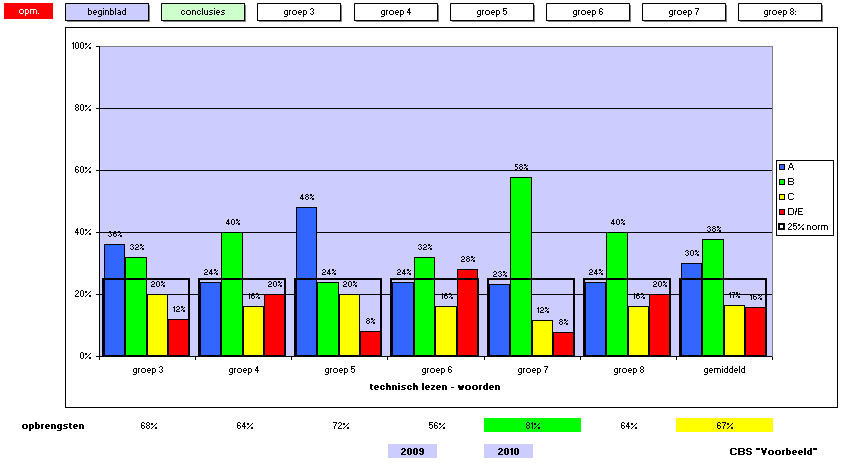 opm. beginblad conclusies groep 3 groep 4 groep 5 groep 6 groep 7 groep 8:
100%
80%
60%
40%
20%
0%
36% 32% 20% 12%
24% 40% 16% 20%
48% 24% 20% 8%
24% 32% 16% 28%
23% 58% 12% 8%
24% 40% 16% 20%
30% 38% 17% 16%
groep 3 groep 4 groep 5 groep 6 groep 7 groep 8 gemiddeld
technisch lezen - woorden
A
B
C
D/E
25% norm
opbrengsten 68% 64% 72% 56% 81% 64% 67%
2009 2010 CBS "Voorbeeld"